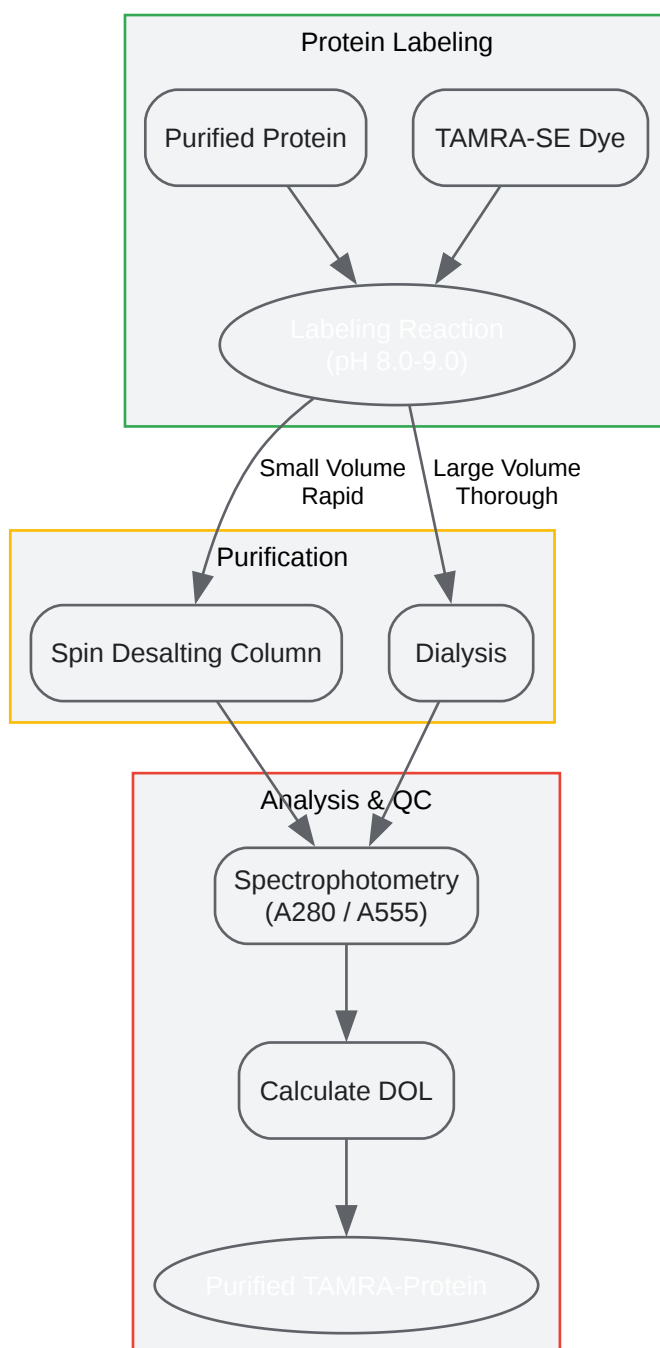 Protein Labeling
Purified Protein
TAMRA-SE Dye
Labeling Reaction
(pH 8.0-9.0)
Small Volume
Rapid
Large Volume
Thorough
Purification
Spin Desalting Column
Dialysis
Analysis & QC
Spectrophotometry
(A280 / A555)
Calculate DOL
Purified TAMRA-Protein